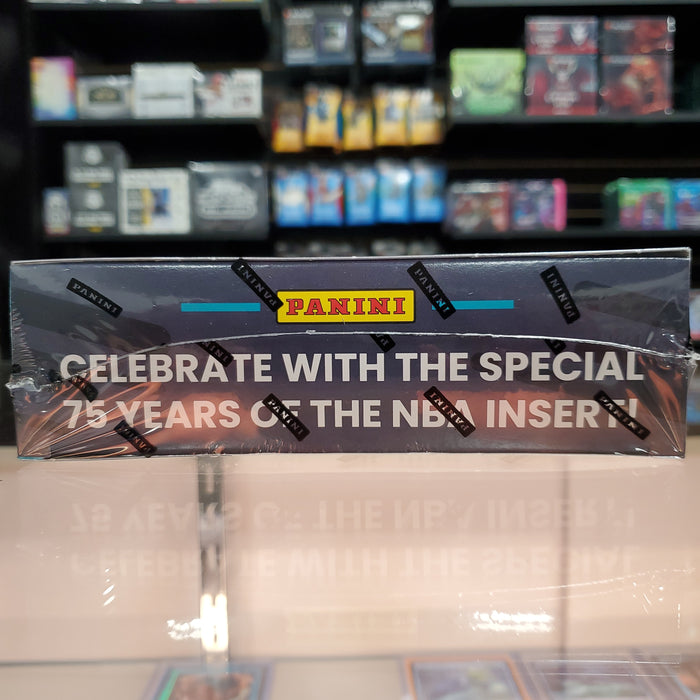 PANINI
CELEBRATE WITH THE SPECIAL
75 YEARS OF THE NBA INSERT!